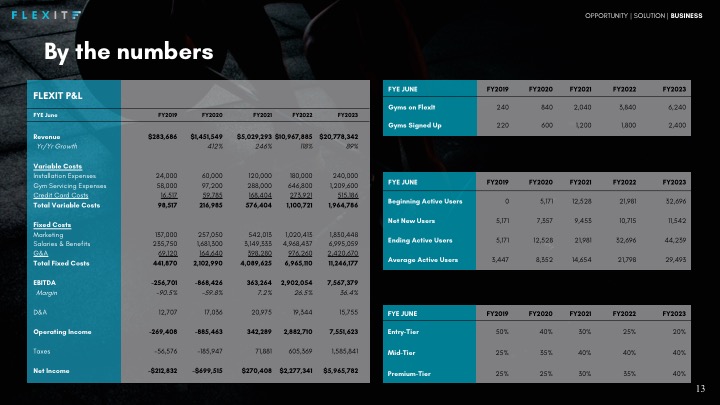 FLEXIT
OPPORTUNITY | SOLUTION | BUSINESS
By the numbers
FLEXIT P&L
FYE June FY2019 FY2020 FY2021 FY2022 FY2023
Revenue $283,686 $1,451,549 $5,029,293 $10,967,885 $20,778,342
Yr/Yr Growth 412% 246% 118% 89%
Variable Costs
Installation Expenses 24,000 60,000 120,000 180,000 240,000
Gym Servicing Expenses 58,000 97,200 288,000 646,800 1,209,600
Credit Card Costs 16,517 59,785 168,404 273,921 515,186
Total Variable Costs 98,517 216,985 576,404 1,100,721 1,964,786
Fixed Costs
Marketing 137,000 257,050 542,013 1,020,413 1,830,448
Salaries & Benefits 235,750 1,681,300 3,149,333 4,968,437 6,995,059
G&A 69,120 164,640 398,280 976,260 2,420,670
Total Fixed Costs 441,870 2,102,990 4,089,625 6,965,110 11,246,177
EBITDA -256,701 -868,426 363,264 2,902,054 7,567,379
Margin -90.5% -59.8% 7.2% 26.5% 36.4%
D&A 12,707 17,036 20,975 19,344 15,755
Operating Income -269,408 -885,463 342,289 2,882,710 7,551,623
Taxes -56,576 -185,947 71,881 605,369 1,585,841
Net Income -$212,832 -$699,515 $270,408 $2,277,341 $5,965,782
FYE JUNE FY2019 FY2020 FY2021 FY2022 FY2023
Gyms on FlexIt 240 840 2,040 3,840 6,240
Gyms Signed Up 220 600 1,200 1,800 2,400
FYE JUNE FY2019 FY2020 FY2021 FY2022 FY2023
Beginning Active Users 0 5,171 12,528 21,981 32,696
Net New Users 5,171 7,357 9,453 10,715 11,542
Ending Active Users 5,171 12,528 21,981 32,696 44,239
Average Active Users 3,447 8,352 14,654 21,798 29,493
FYE JUNE FY2019 FY2020 FY2021 FY2022 FY2023
Entry-Tier 50% 40% 30% 25% 20%
Mid-Tier 25% 35% 40% 40% 40%
Premium-Tier 25% 25% 30% 35% 40%
13